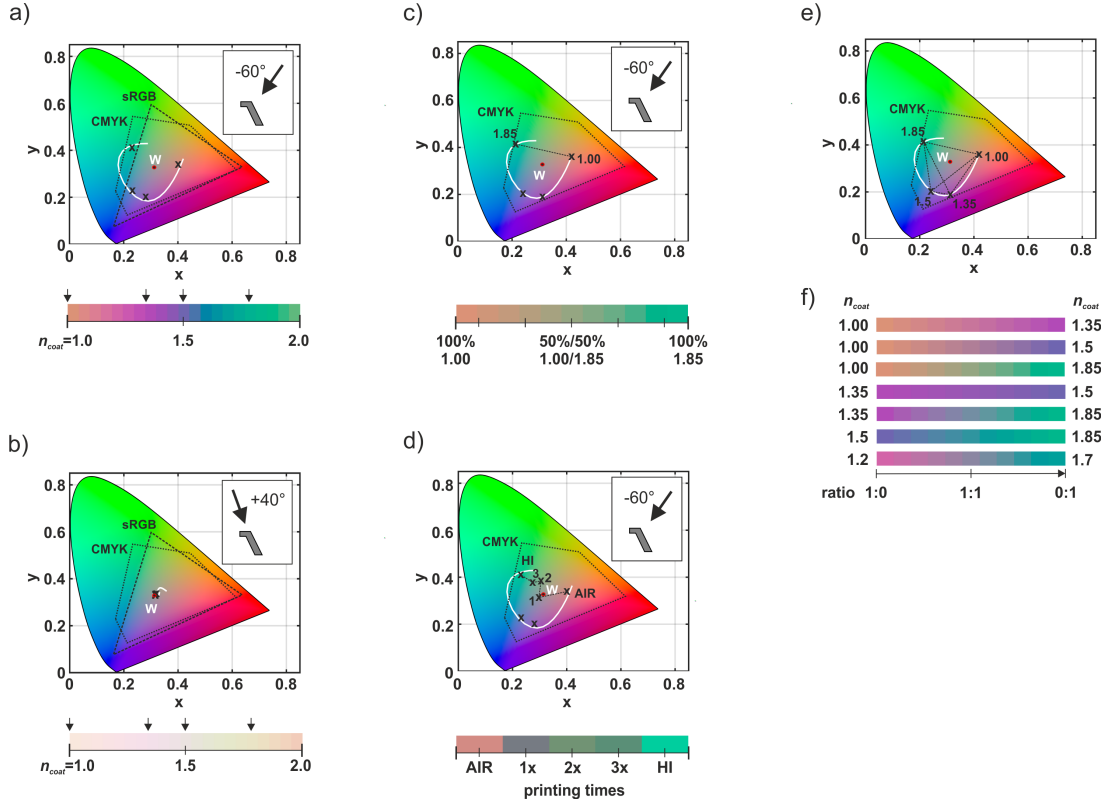 a)
0.8
0.6
0.4
0.2
0
y
-60°
sRGB
CMYK
W
0.2 0.4 0.6 0.8
x
n_coat=1.0 1.5 2.0
b)
0.8
0.6
0.4
0.2
0
y
+40°
sRGB
CMYK
W
0 0.2 0.4 0.6 0.8
x
n_coat=1.0 1.5 2.0
c)
0.8
0.6
0.4
0.2
0
y
-60°
CMYK
1.85
1.00
W
0 0.2 0.4 0.6 0.8
x
100% 50%/50% 100%
1.00 1.00/1.85 1.85
d)
0.8
0.6
0.4
0.2
0
y
-60°
CMYK
HI
3 2
W
1
AIR
0 0.2 0.4 0.6 0.8
x
AIR 1x 2x 3x HI
printing times
e)
0.8
0.6
0.4
0.2
0
y
CMYK
1.85
1.00
W
1.5
1.35
0 0.2 0.4 0.6 0.8
x
f)
n_coat n_coat
1.00 1.35
1.00 1.5
1.00 1.85
1.35 1.5
1.35 1.85
1.5 1.85
1.2 1.7
ratio 1:0 1:1 0:1